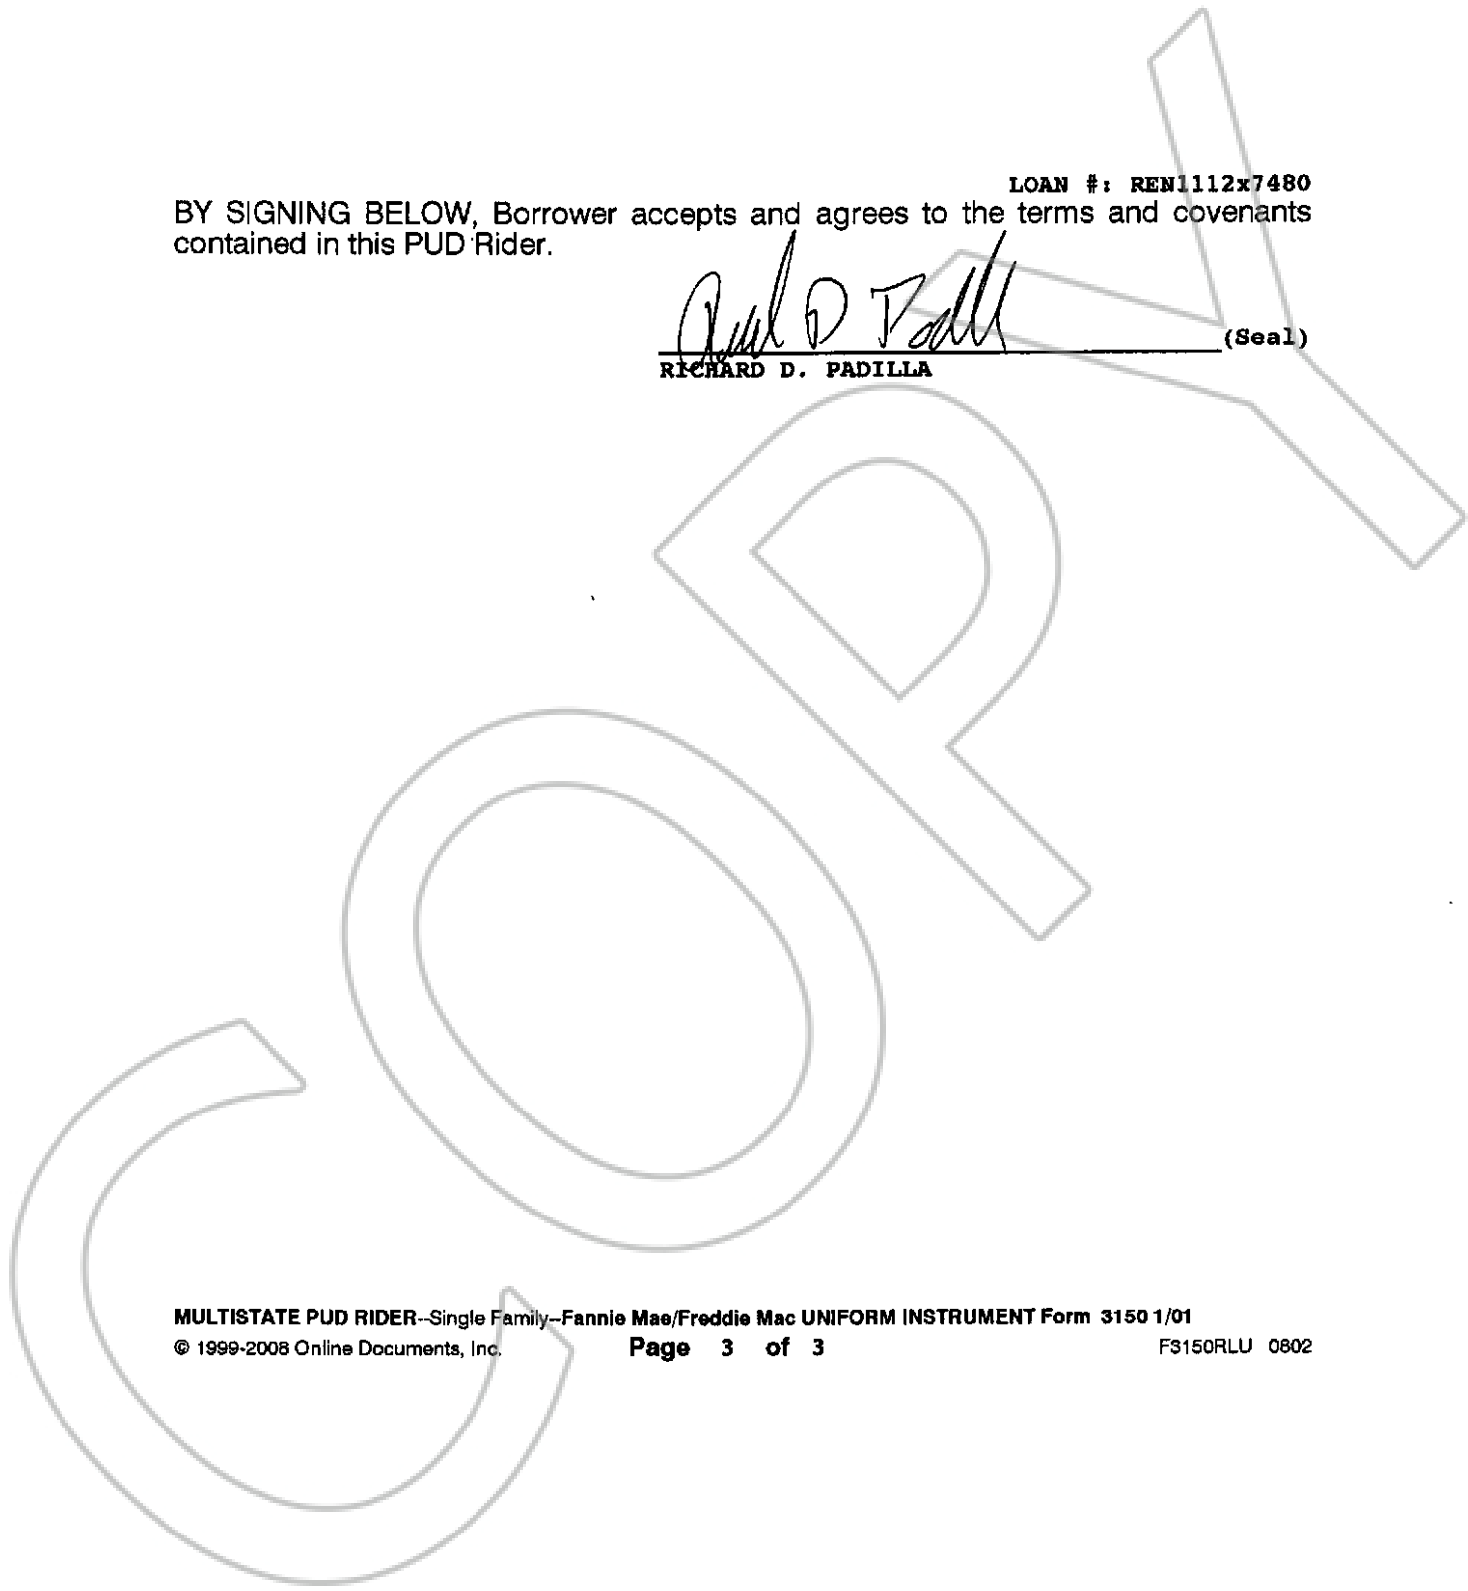 LOAN #: REN1112x7480
BY SIGNING BELOW, Borrower accepts and agrees to the terms and covenants
contained in this PUD Rider.
(Seal)
RICHARD D. PADILLA
COPY
MULTISTATE PUD RIDER--Single Family--Fannie Mae/Freddie Mac UNIFORM INSTRUMENT Form 3150 1/01
© 1999-2008 Online Documents, Inc. Page 3 of 3 F3150RLU 0802